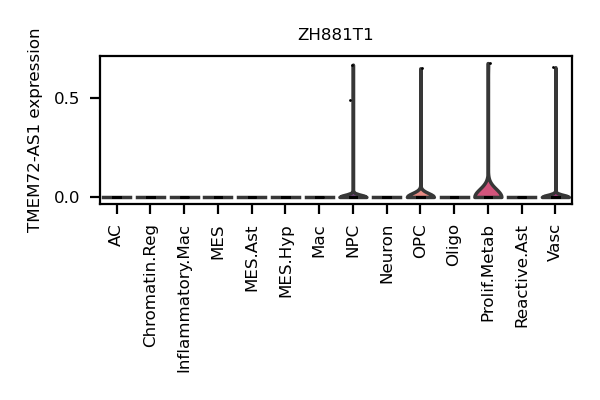 ZH881T1
TMEM72-AS1 expression
0.5
0.0
AC
Chromatin.Reg
Inflammatory.Mac
MES
MES.Ast
MES.Hyp
Mac
NPC
Neuron
OPC
Oligo
Prolif.Metab
Reactive.Ast
Vasc